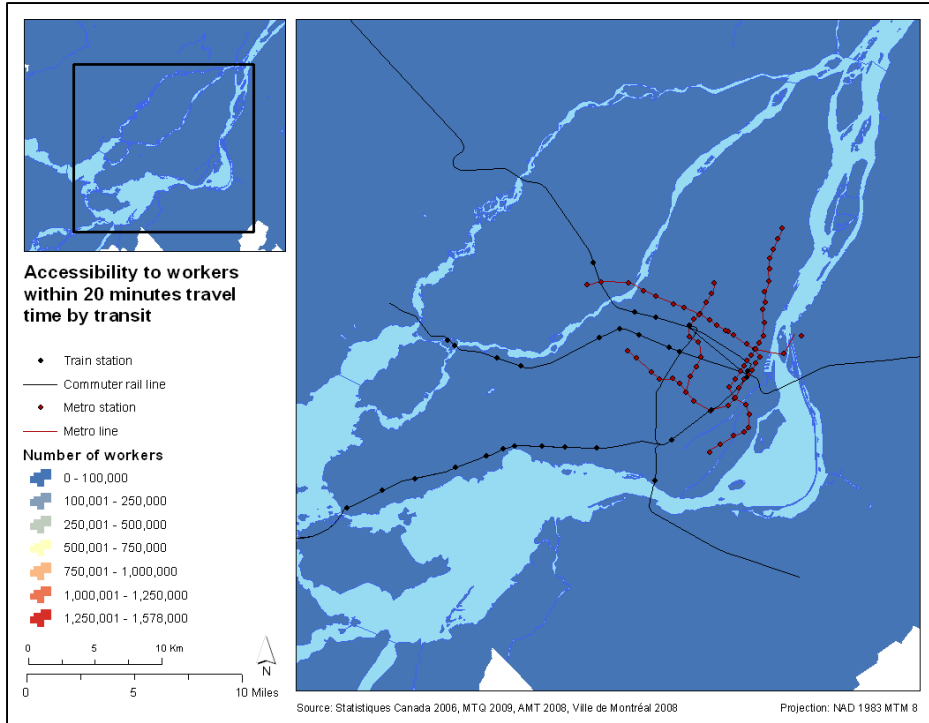 Accessibility to workers
within 20 minutes travel
time by transit
Train station
Commuter rail line
Metro station
Metro line
Number of workers
0 - 100,000
100,001 - 250,000
250,001 - 500,000
500,001 - 750,000
750,001 - 1,000,000
1,000,001 - 1,250,000
1,250,001 - 1,578,000
0 5 10 Km
N
0 5 10 Miles
Source: Statistiques Canada 2006, MTQ 2009, AMT 2008, Ville de Montréal 2008 Projection: NAD 1983 MTM 8